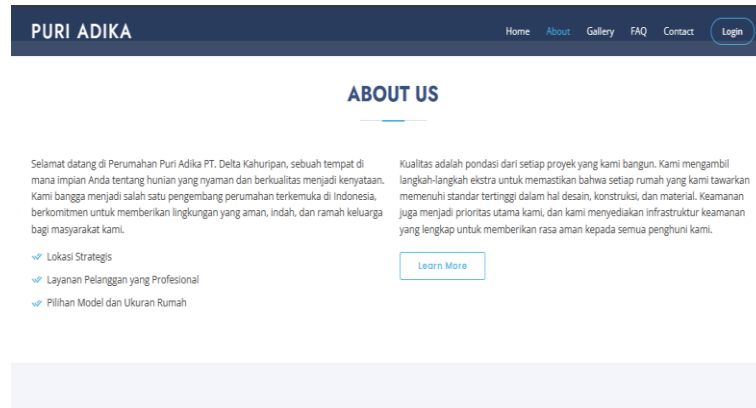 PURI ADIKA
Home About Gallery FAQ Contact Login
ABOUT US
Selamat datang di Perumahan Puri Adika PT. Delta Kahuripan, sebuah tempat di
mana impian Anda tentang hunian yang nyaman dan berkualitas menjadi kenyataan.
Kami bangga menjadi salah satu pengembang perumahan terkemuka di Indonesia,
berkomitmen untuk memberikan lingkungan yang aman, indah, dan ramah keluarga
bagi masyarakat kami.
Lokasi Strategis
Layanan Pelanggan yang Profesional
Pilihan Model dan Ukuran Rumah
Kualitas adalah pondasi dari setiap proyek yang kami bangun. Kami mengambil
langkah-langkah ekstra untuk memastikan bahwa setiap rumah yang kami tawarkan
memenuhi standar tertinggi dalam hal desain, konstruksi, dan material. Keamanan
juga menjadi prioritas utama kami, dan kami menyediakan infrastruktur keamanan
yang lengkap untuk memberikan rasa aman kepada semua penghuni kami.
Learn More